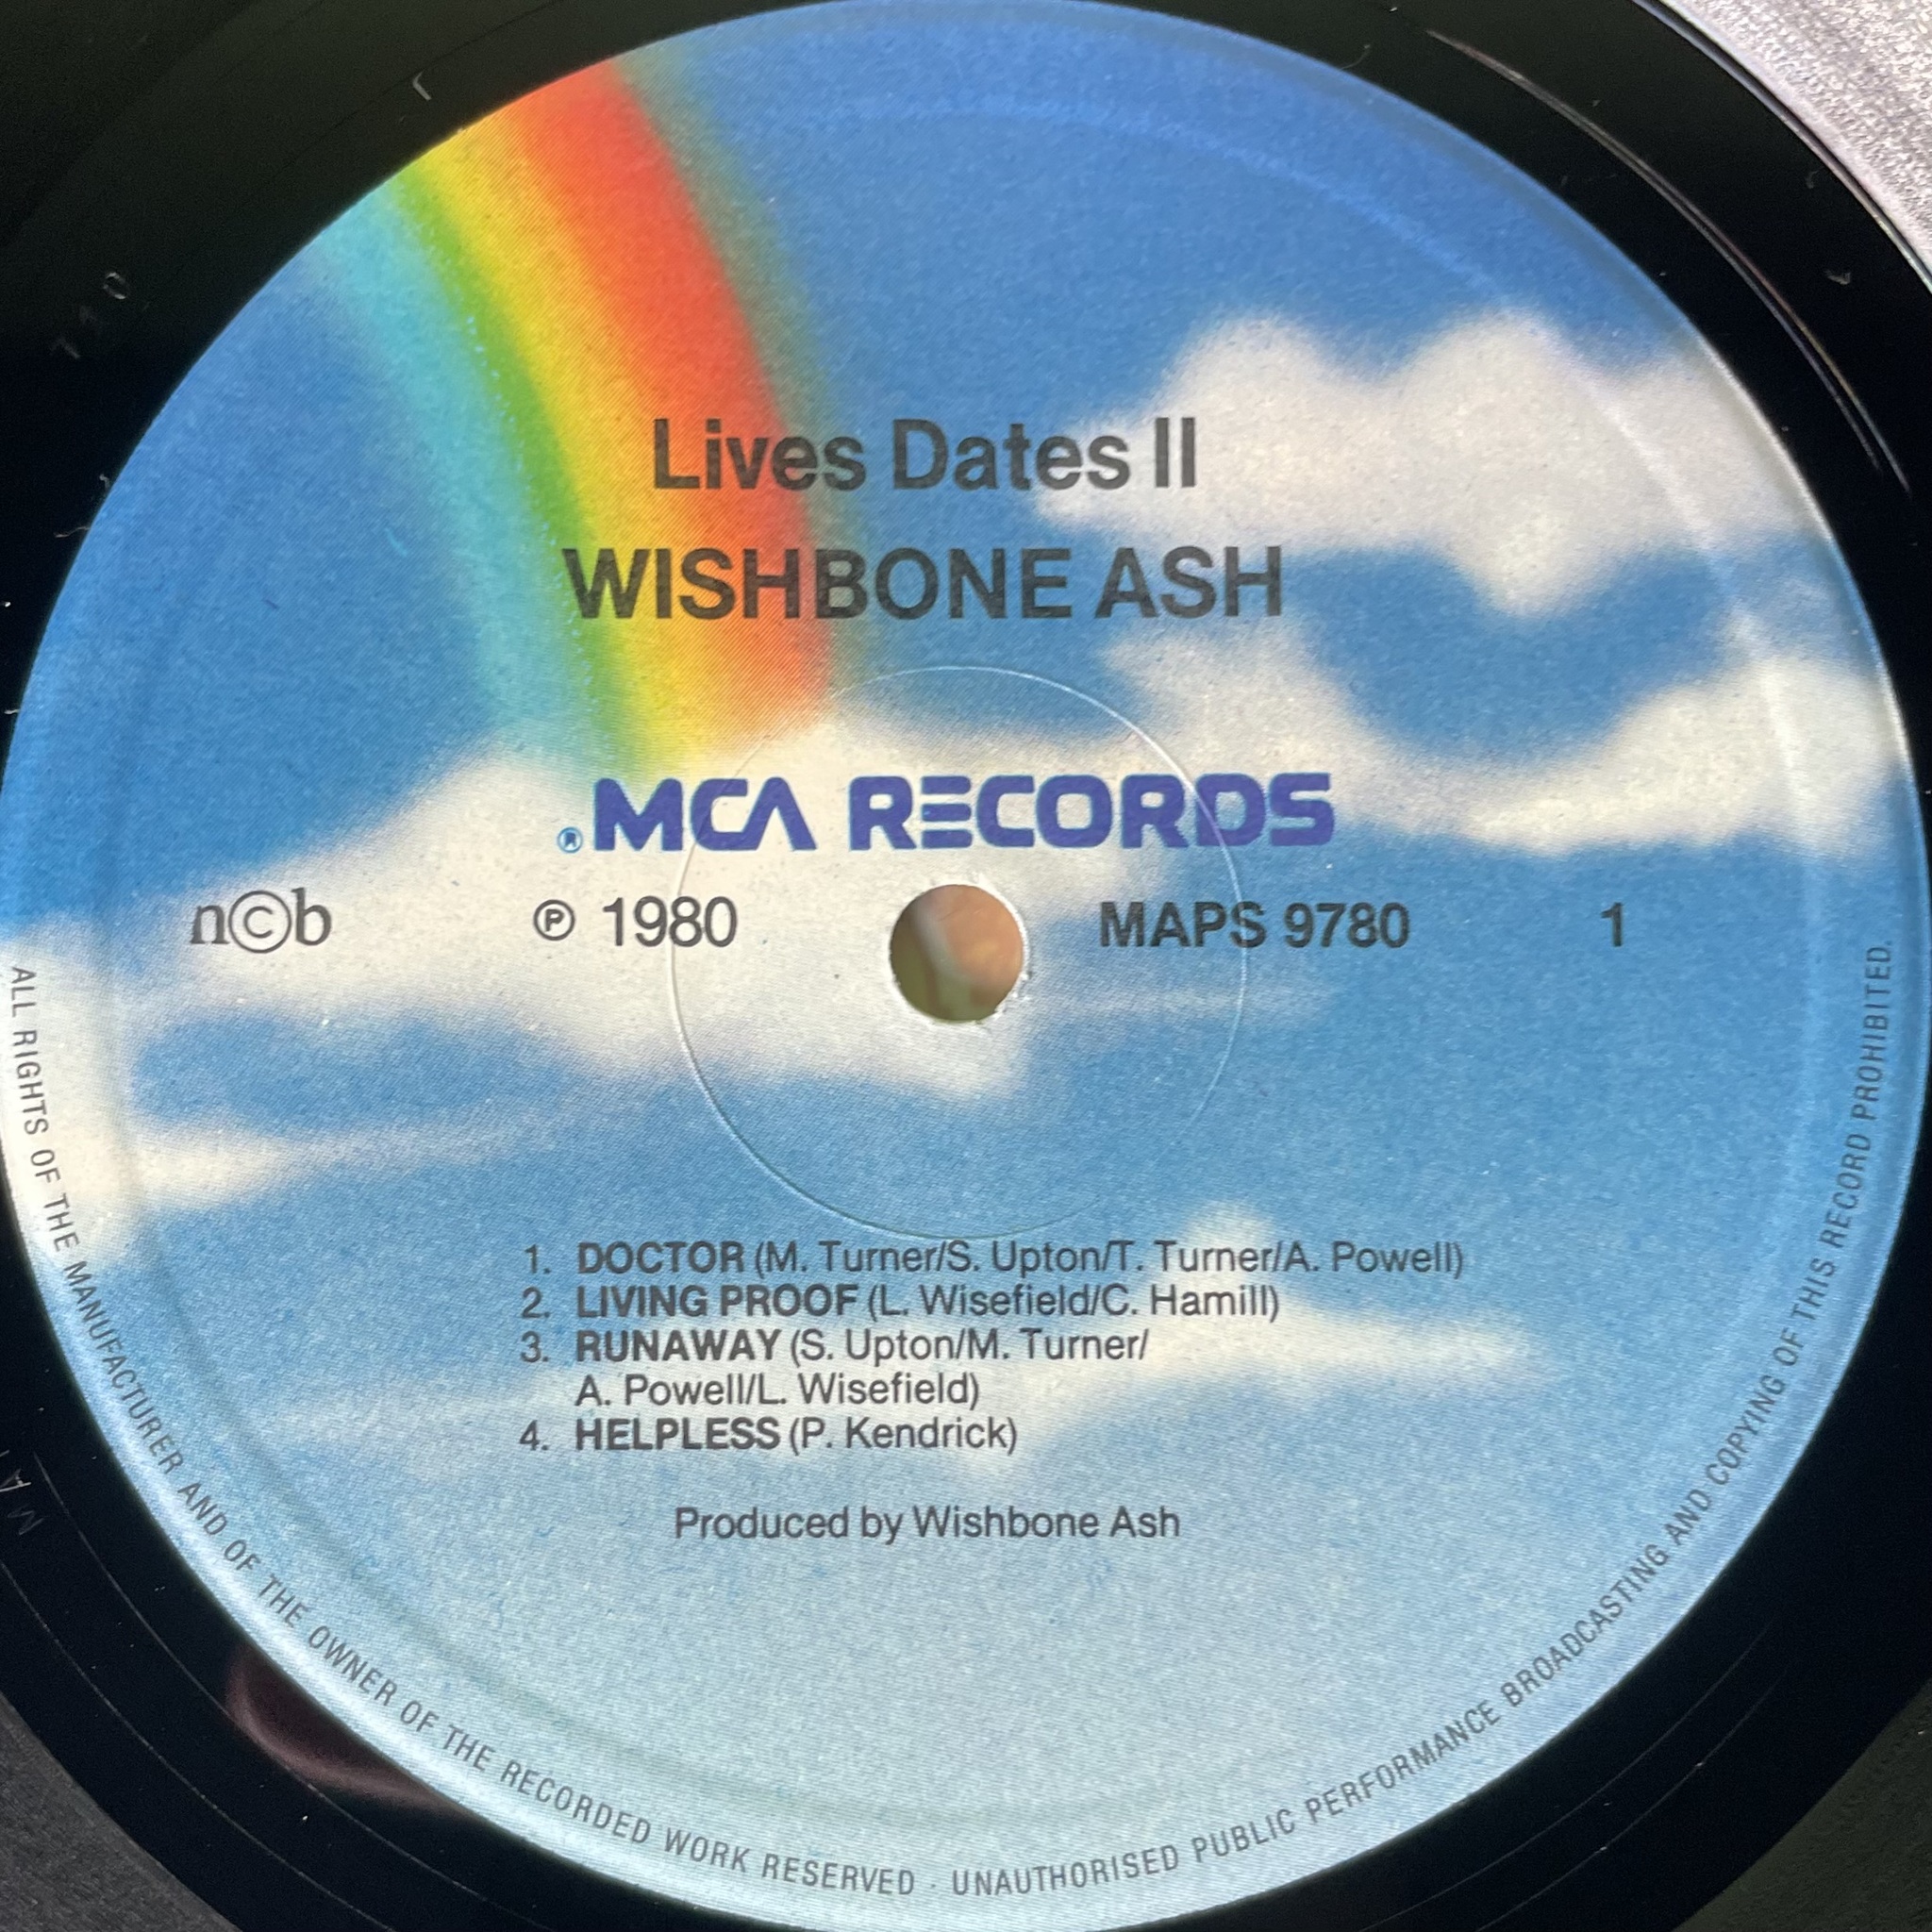 Lives Dates II
WISHBONE ASH
® MCA RECORDS
n©b ℗ 1980 MAPS 9780 1
1. DOCTOR (M. Turner/S. Upton/T. Turner/A. Powell)
2. LIVING PROOF (L. Wisefield/C. Hamill)
3. RUNAWAY (S. Upton/M. Turner/
A. Powell/L. Wisefield)
4. HELPLESS (P. Kendrick)
Produced by Wishbone Ash
ALL RIGHTS OF THE MANUFACTURER AND OF THE OWNER OF THE RECORDED WORK RESERVED · UNAUTHORISED PUBLIC PERFORMANCE BROADCASTING AND COPYING OF THIS RECORD PROHIBITED.